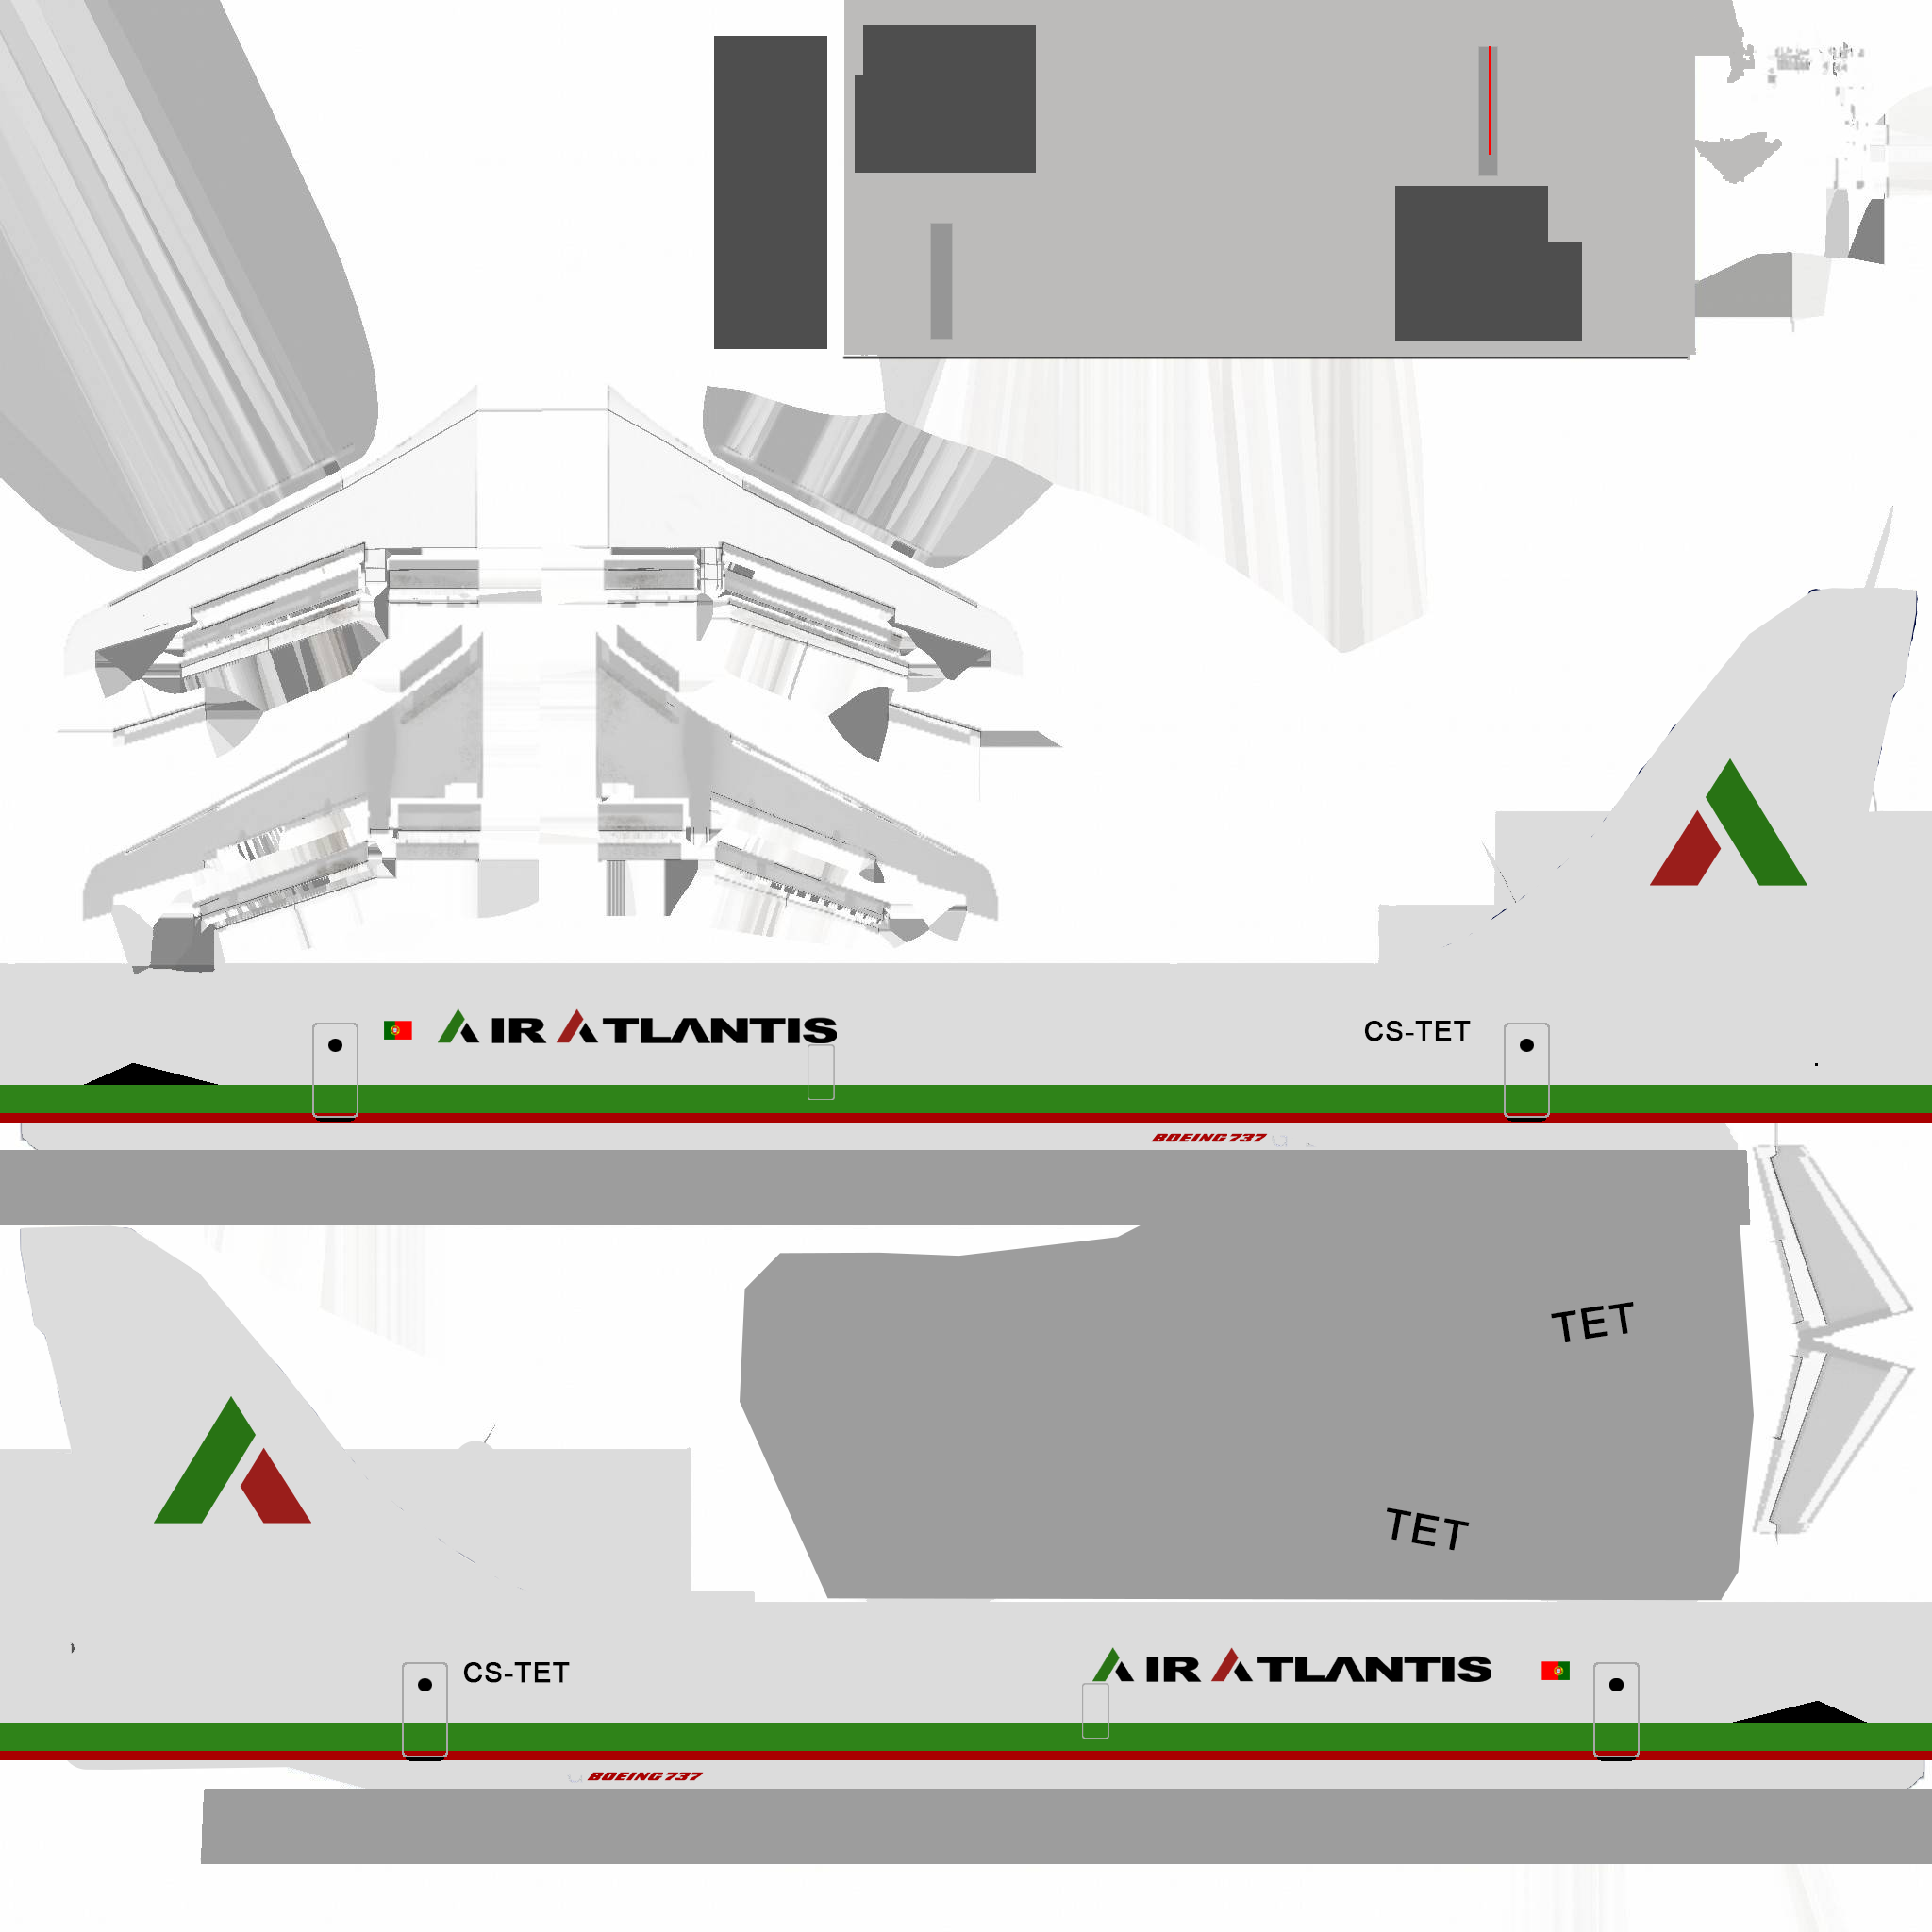 AIR ATLANTIS
CS-TET
BOEING 737
TET
TET
CS-TET
AIR ATLANTIS
BOEING 737